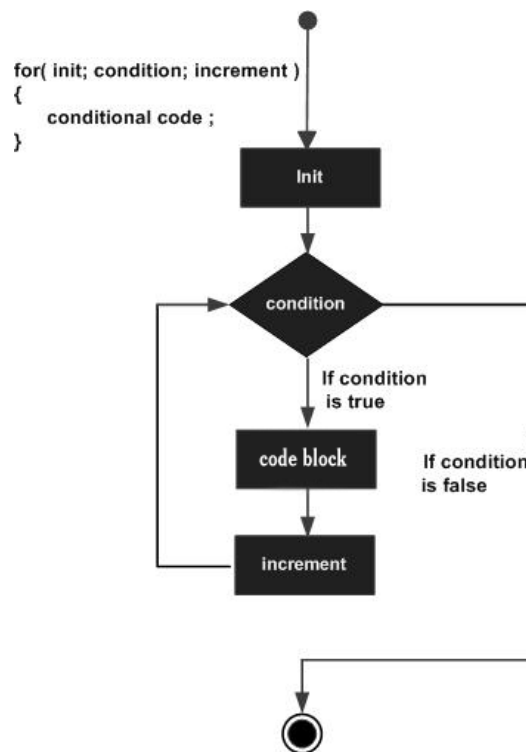 for( init; condition; increment )
{
conditional code ;
}
Init
condition
If condition
is true
code block
If condition
is false
increment